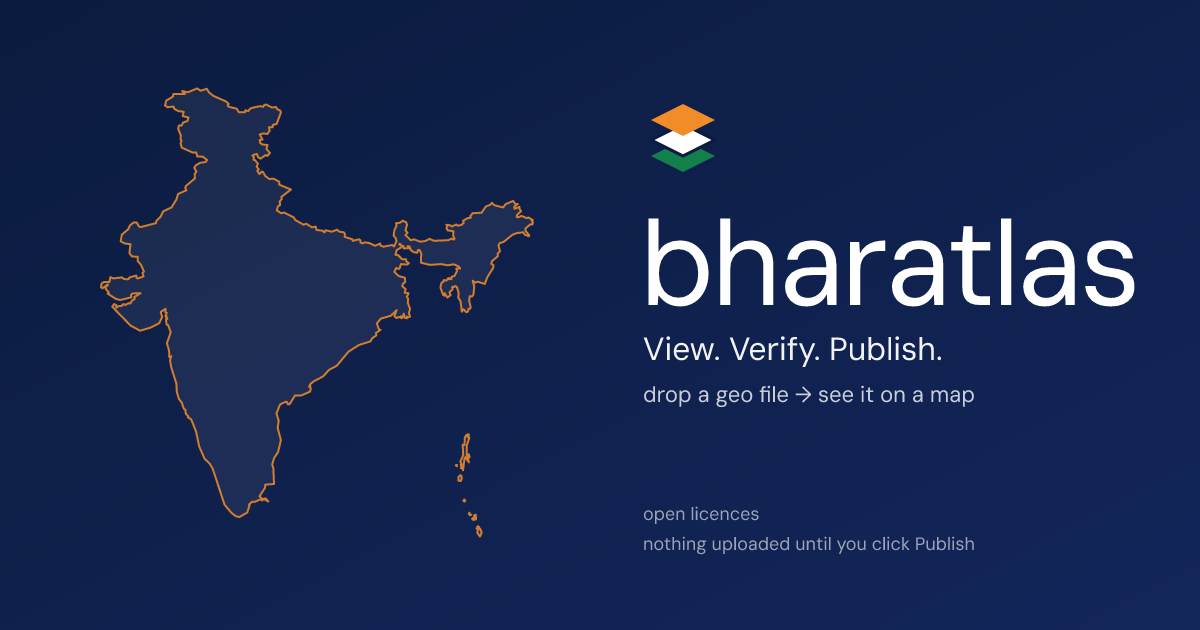 bharatlas
View. Verify. Publish.
drop a geo file → see it on a map
open licences
nothing uploaded until you click Publish